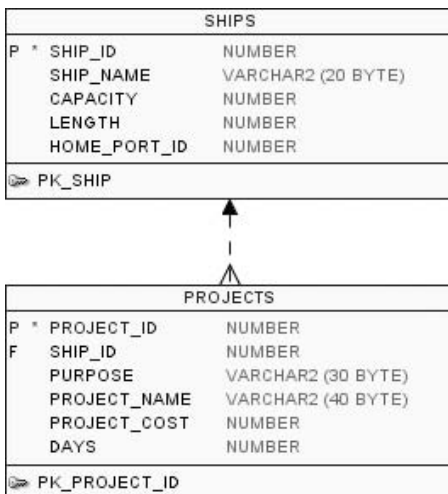 SHIPS
P * SHIP_ID NUMBER
SHIP_NAME VARCHAR2 (20 BYTE)
CAPACITY NUMBER
LENGTH NUMBER
HOME_PORT_ID NUMBER
PK_SHIP
PROJECTS
P * PROJECT_ID NUMBER
F SHIP_ID NUMBER
PURPOSE VARCHAR2 (30 BYTE)
PROJECT_NAME VARCHAR2 (40 BYTE)
PROJECT_COST NUMBER
DAYS NUMBER
PK_PROJECT_ID